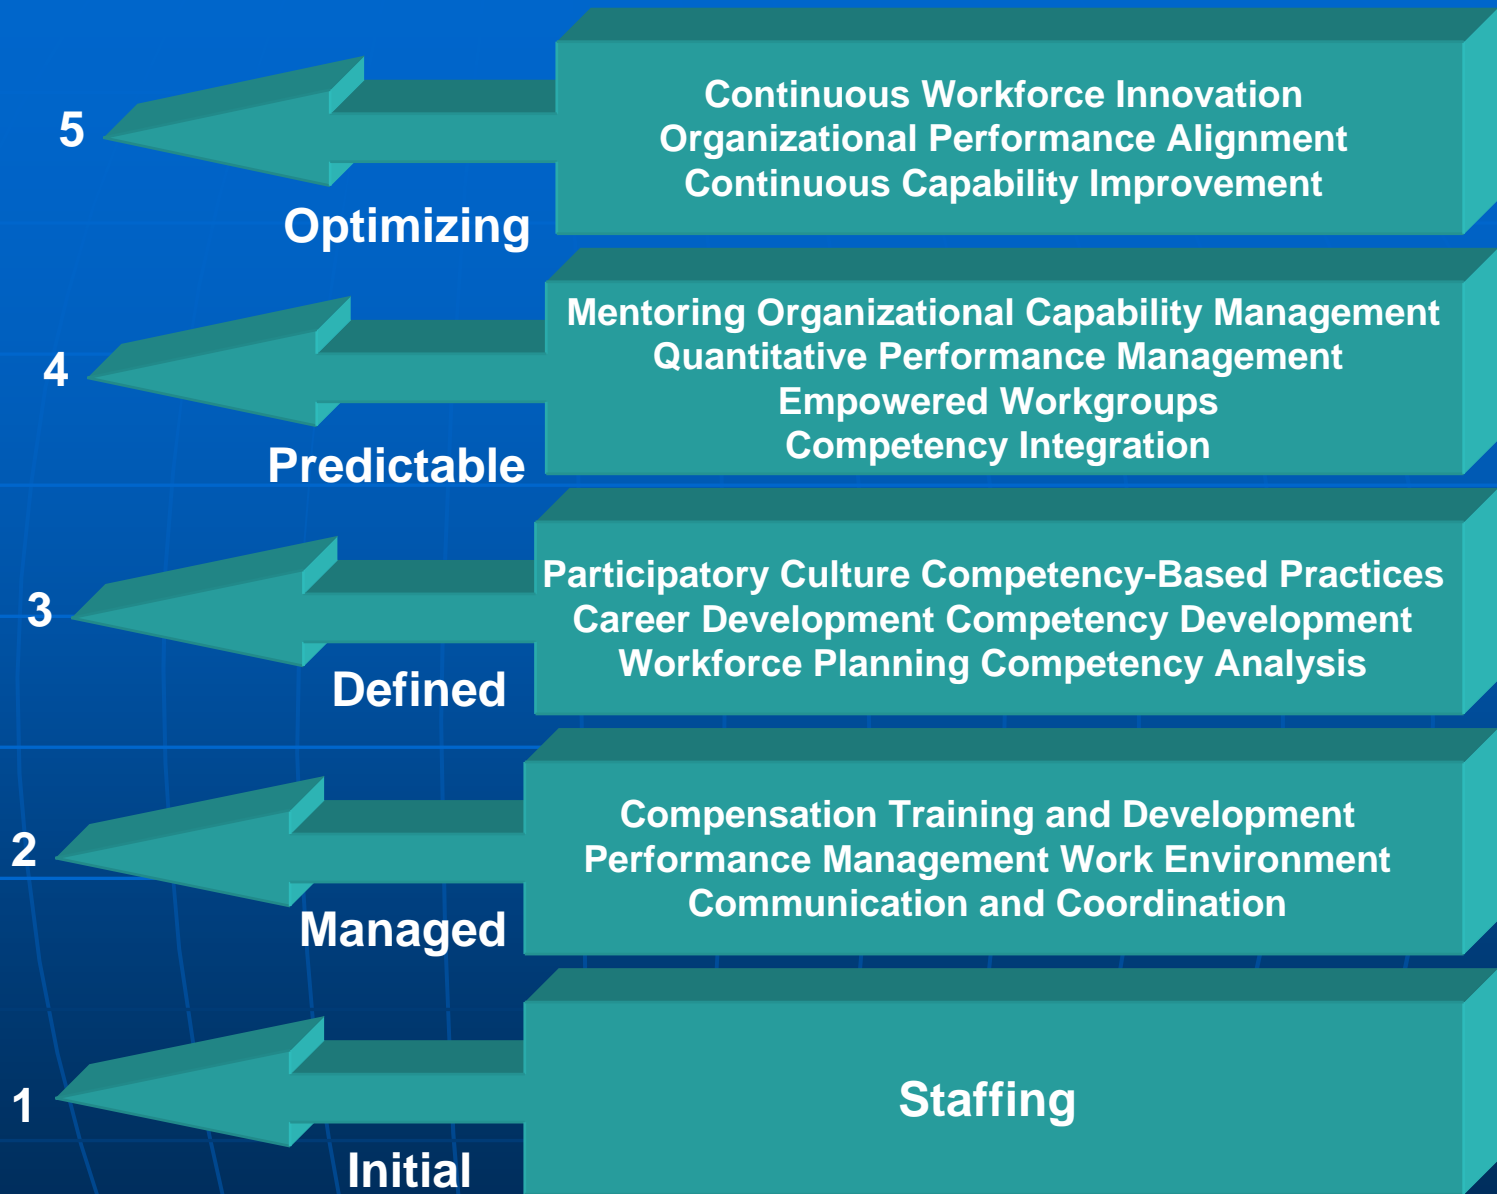 5
Continuous Workforce Innovation
Organizational Performance Alignment
Continuous Capability Improvement
Optimizing
4
Mentoring Organizational Capability Management
Quantitative Performance Management
Empowered Workgroups
Competency Integration
Predictable
3
Participatory Culture Competency-Based Practices
Career Development Competency Development
Workforce Planning Competency Analysis
Defined
2
Compensation Training and Development
Performance Management Work Environment
Communication and Coordination
Managed
1
Staffing
Initial